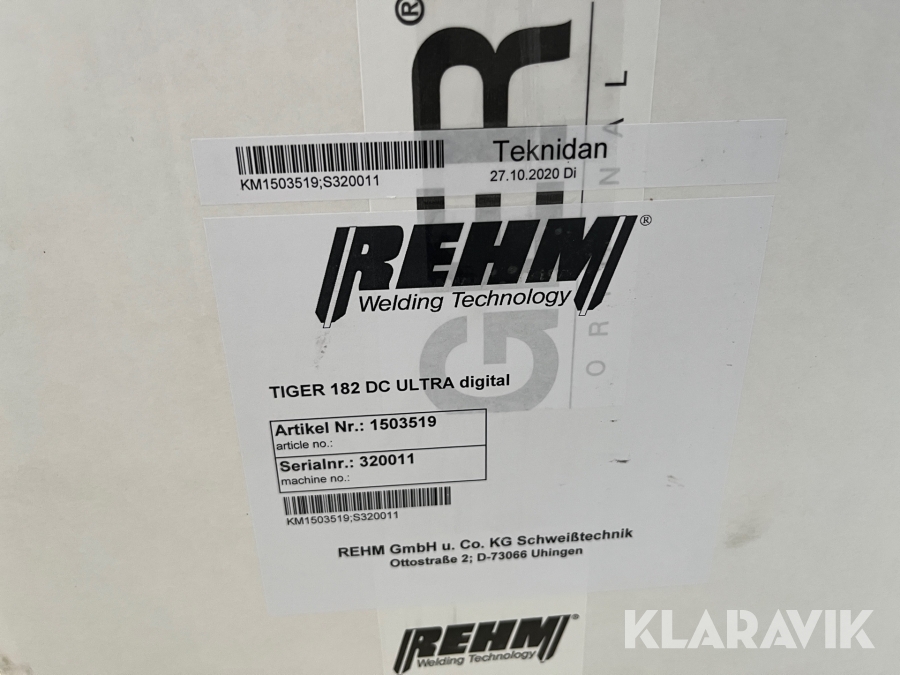 Teknidan
27.10.2020 Di
KM1503519;S320011
REHM®
Welding Technology
TIGER 182 DC ULTRA digital
Artikel Nr.: 1503519
article no.:
Serialnr.: 320011
machine no.:
KM1503519;S320011
REHM GmbH u. Co. KG Schweißtechnik
Ottostraße 2; D-73066 Uhingen
REHM®
Welding Technology
KLARAVIK